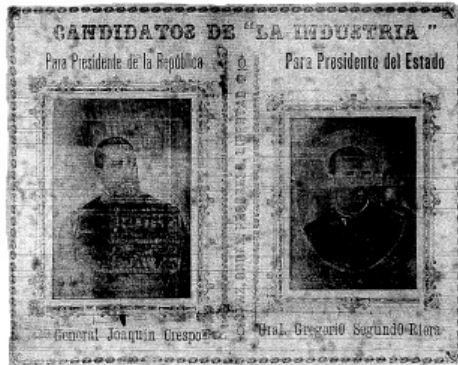 CANDIDATOS DE "LA INDUSTRIA"
Para Presidente de la República
Para Presidente del Estado
General Joaquín Crespo
Gral. Gregorio Segundo Riera